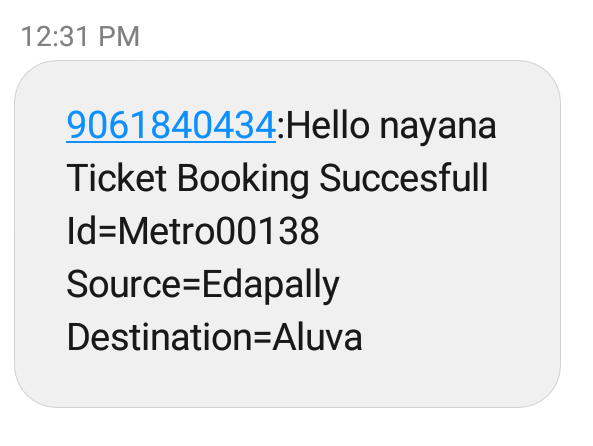 12:31 PM
9061840434:Hello nayana
Ticket Booking Succesfull
Id=Metro00138
Source=Edapally
Destination=Aluva